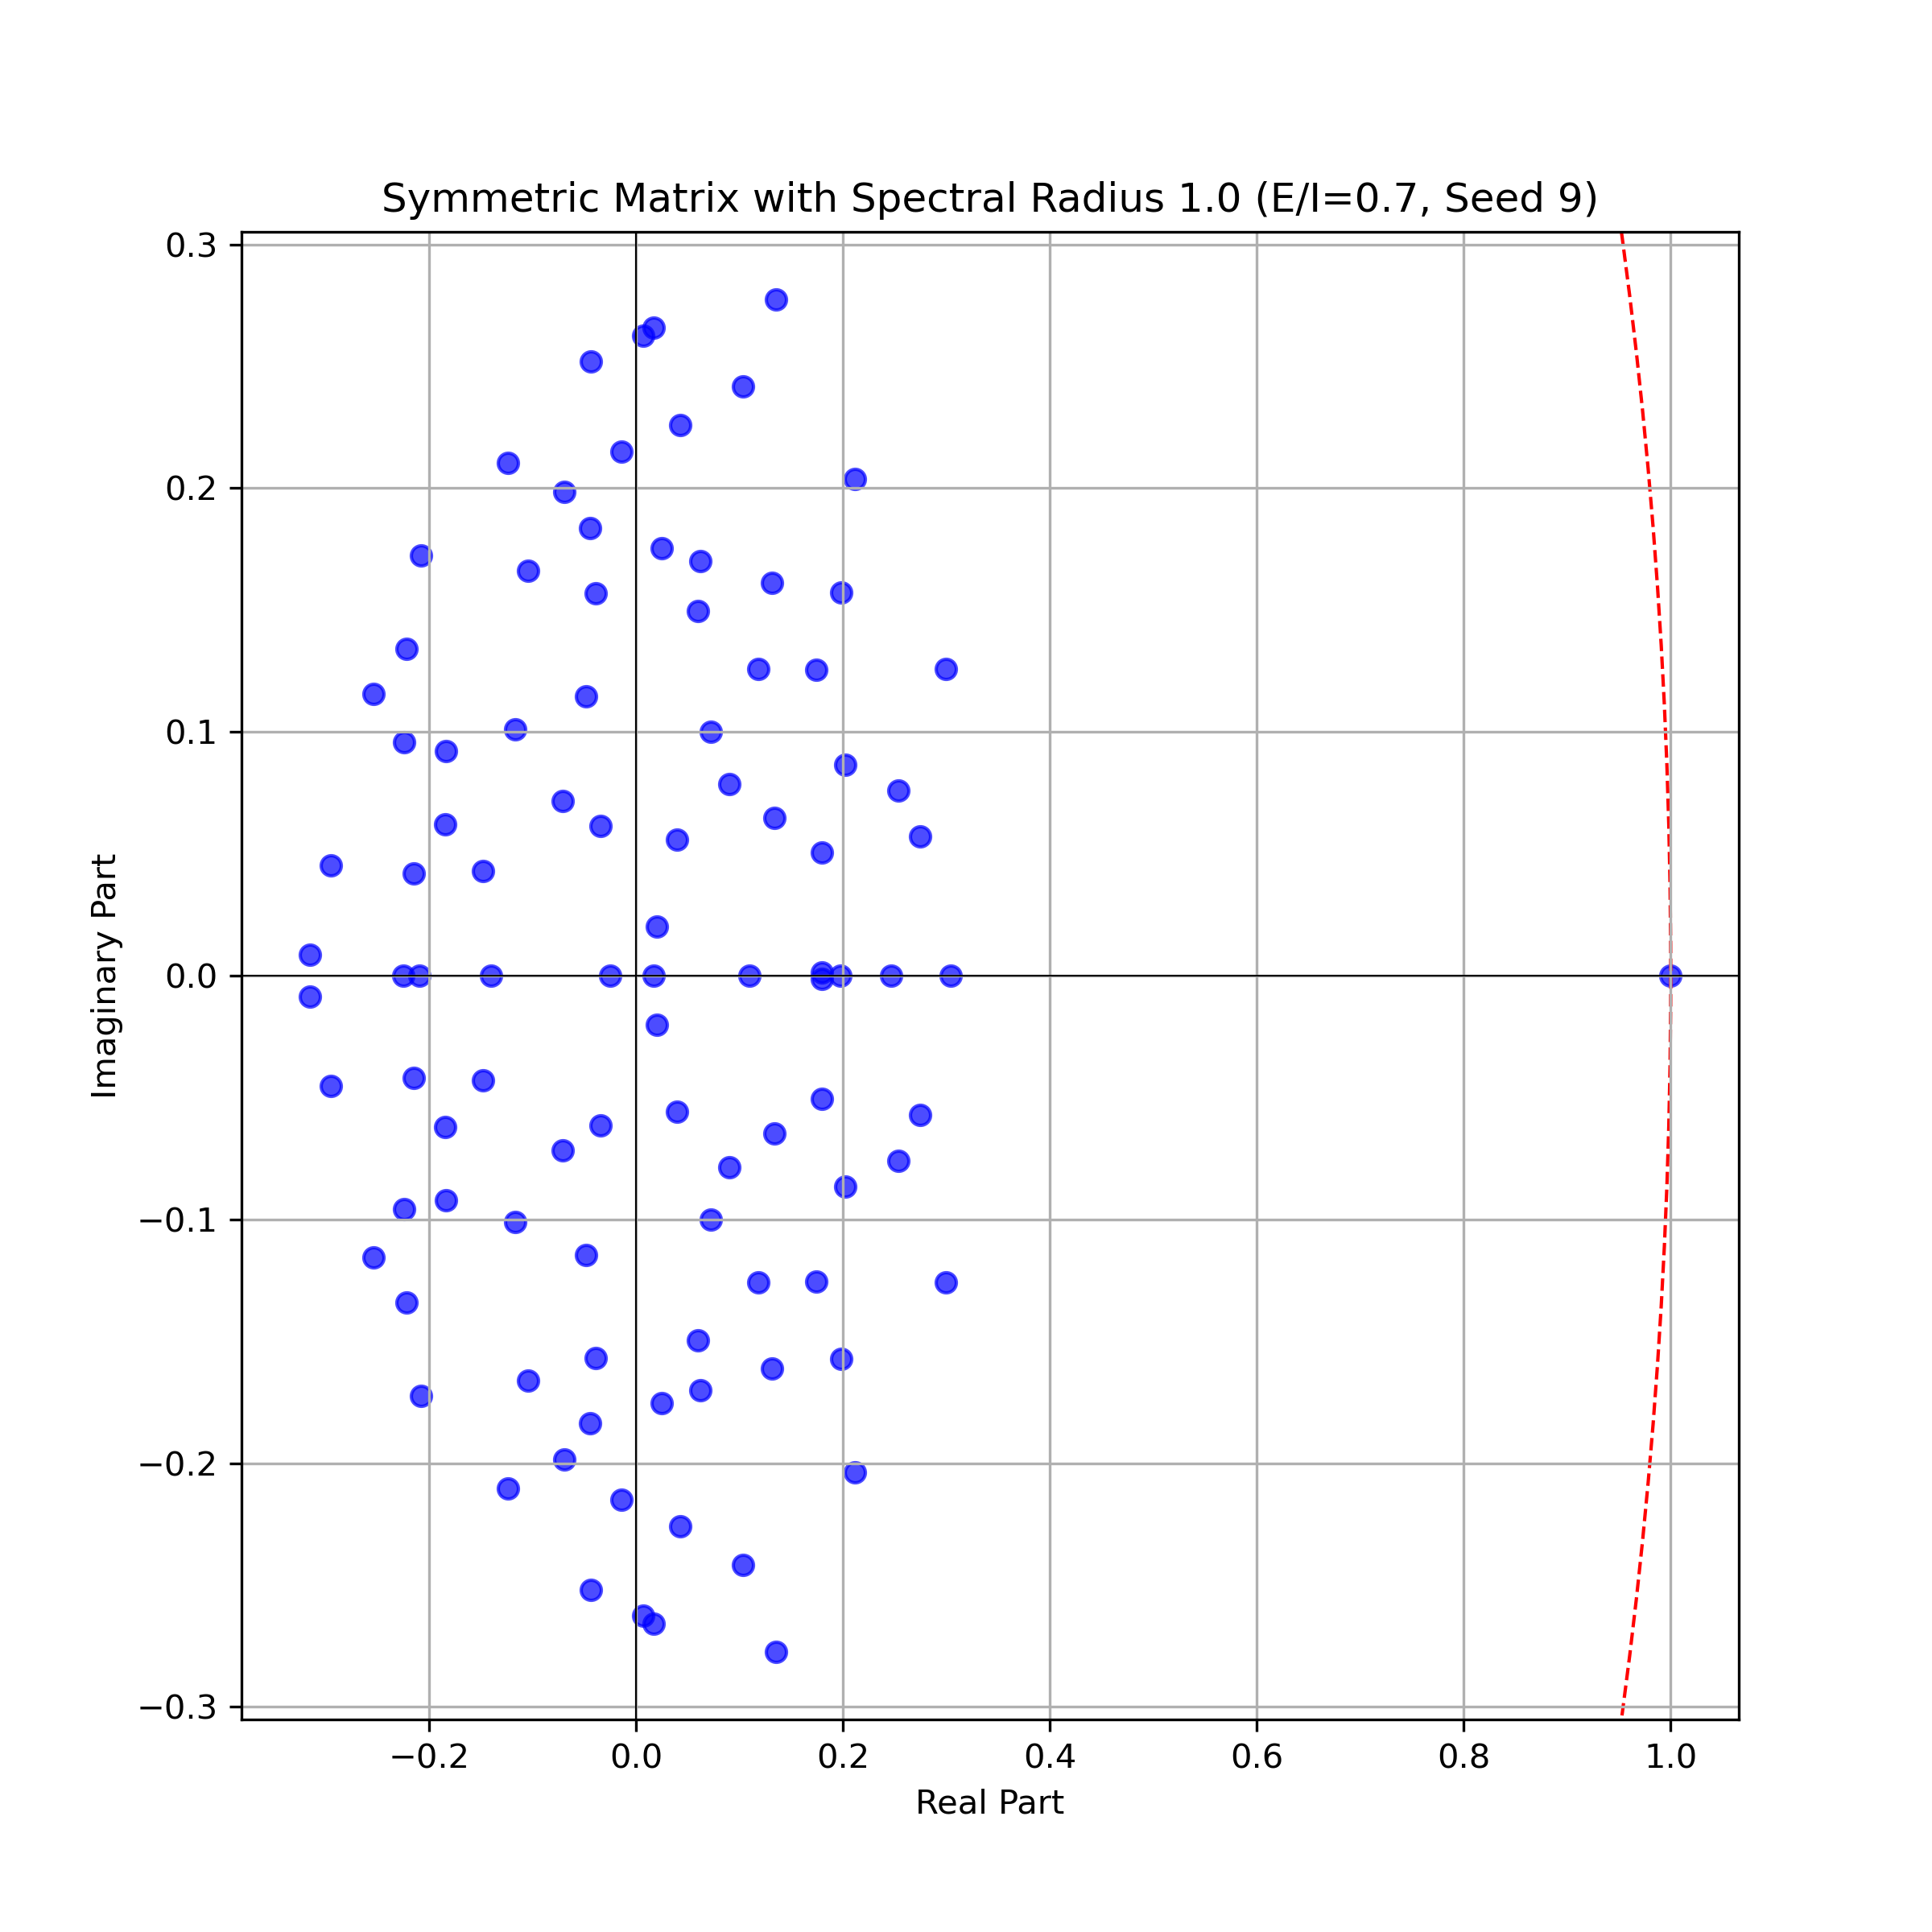 Symmetric Matrix with Spectral Radius 1.0 (E/I=0.7, Seed 9)
0.3
0.2
0.1
0.0
−0.1
−0.2
−0.3
Imaginary Part
−0.2 0.0 0.2 0.4 0.6 0.8 1.0
Real Part